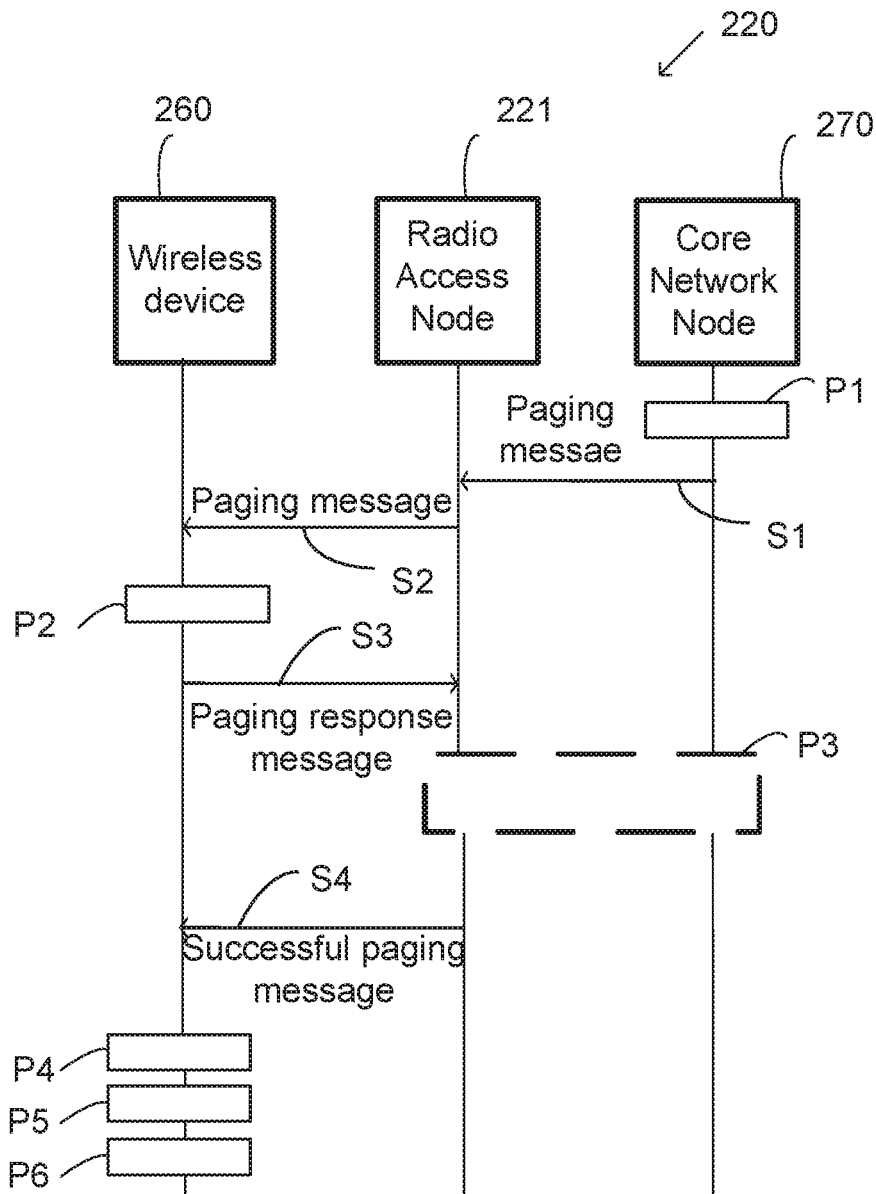 220
260
221
270
Wireless
device
Radio
Access
Node
Core
Network
Node
P1
Paging
messae
Paging message
S1
S2
P2
S3
Paging response
message
P3
S4
Successful paging
message
P4
P5
P6